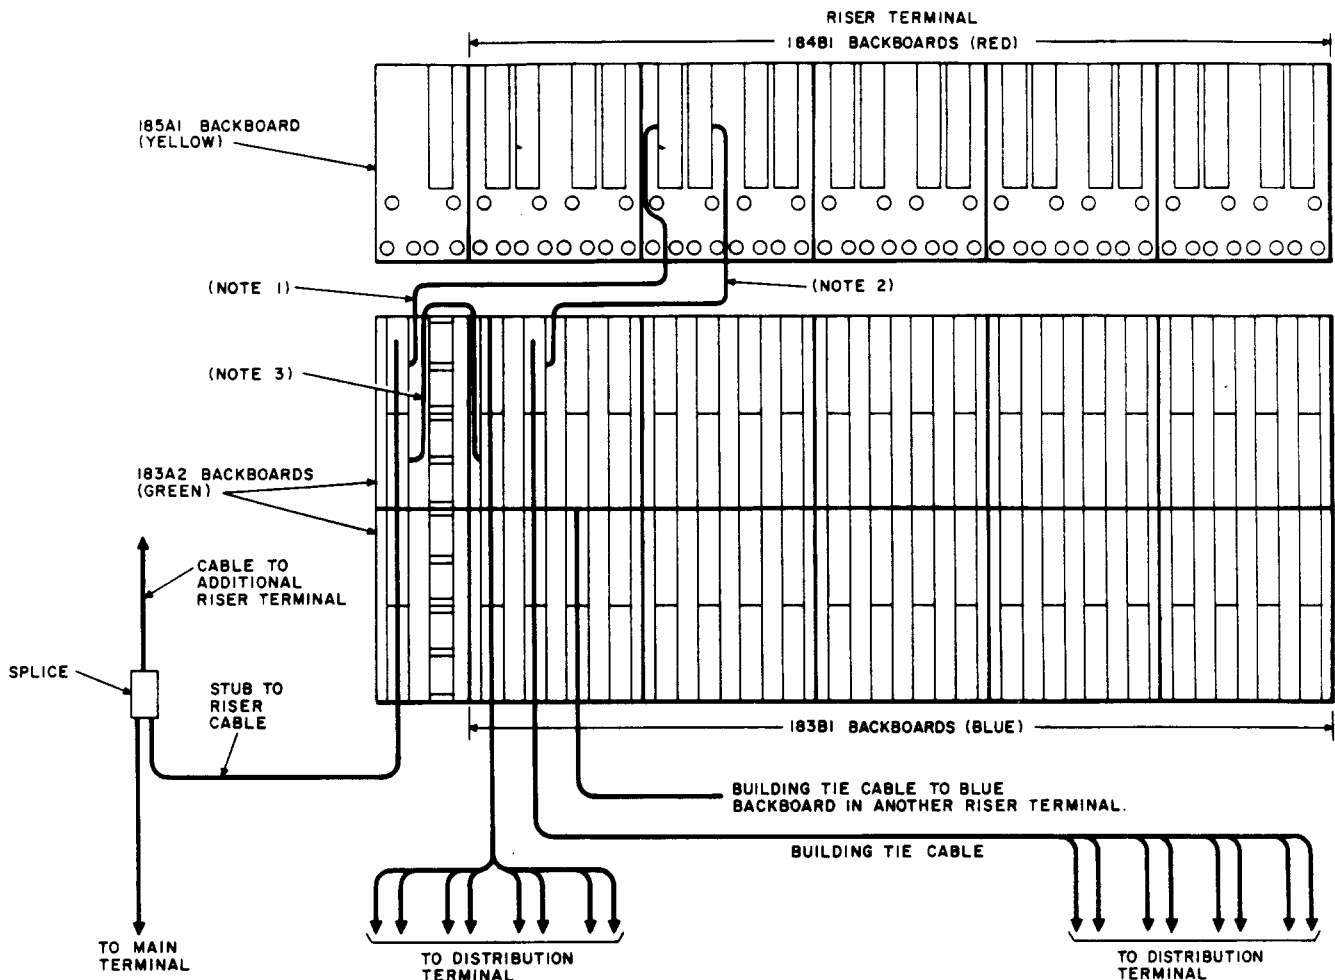 RISER TERMINAL
184B1 BACKBOARDS (RED)
185A1 BACKBOARD
(YELLOW)
(NOTE 1)
(NOTE 2)
(NOTE 3)
183A2 BACKBOARDS
(GREEN)
CABLE TO
ADDITIONAL
RISER TERMINAL
SPLICE
STUB TO
RISER
CABLE
183B1 BACKBOARDS (BLUE)
BUILDING TIE CABLE TO BLUE
BACKBOARD IN ANOTHER RISER TERMINAL.
BUILDING TIE CABLE
TO MAIN
TERMINAL
TO DISTRIBUTION
TERMINAL
TO DISTRIBUTION
TERMINAL